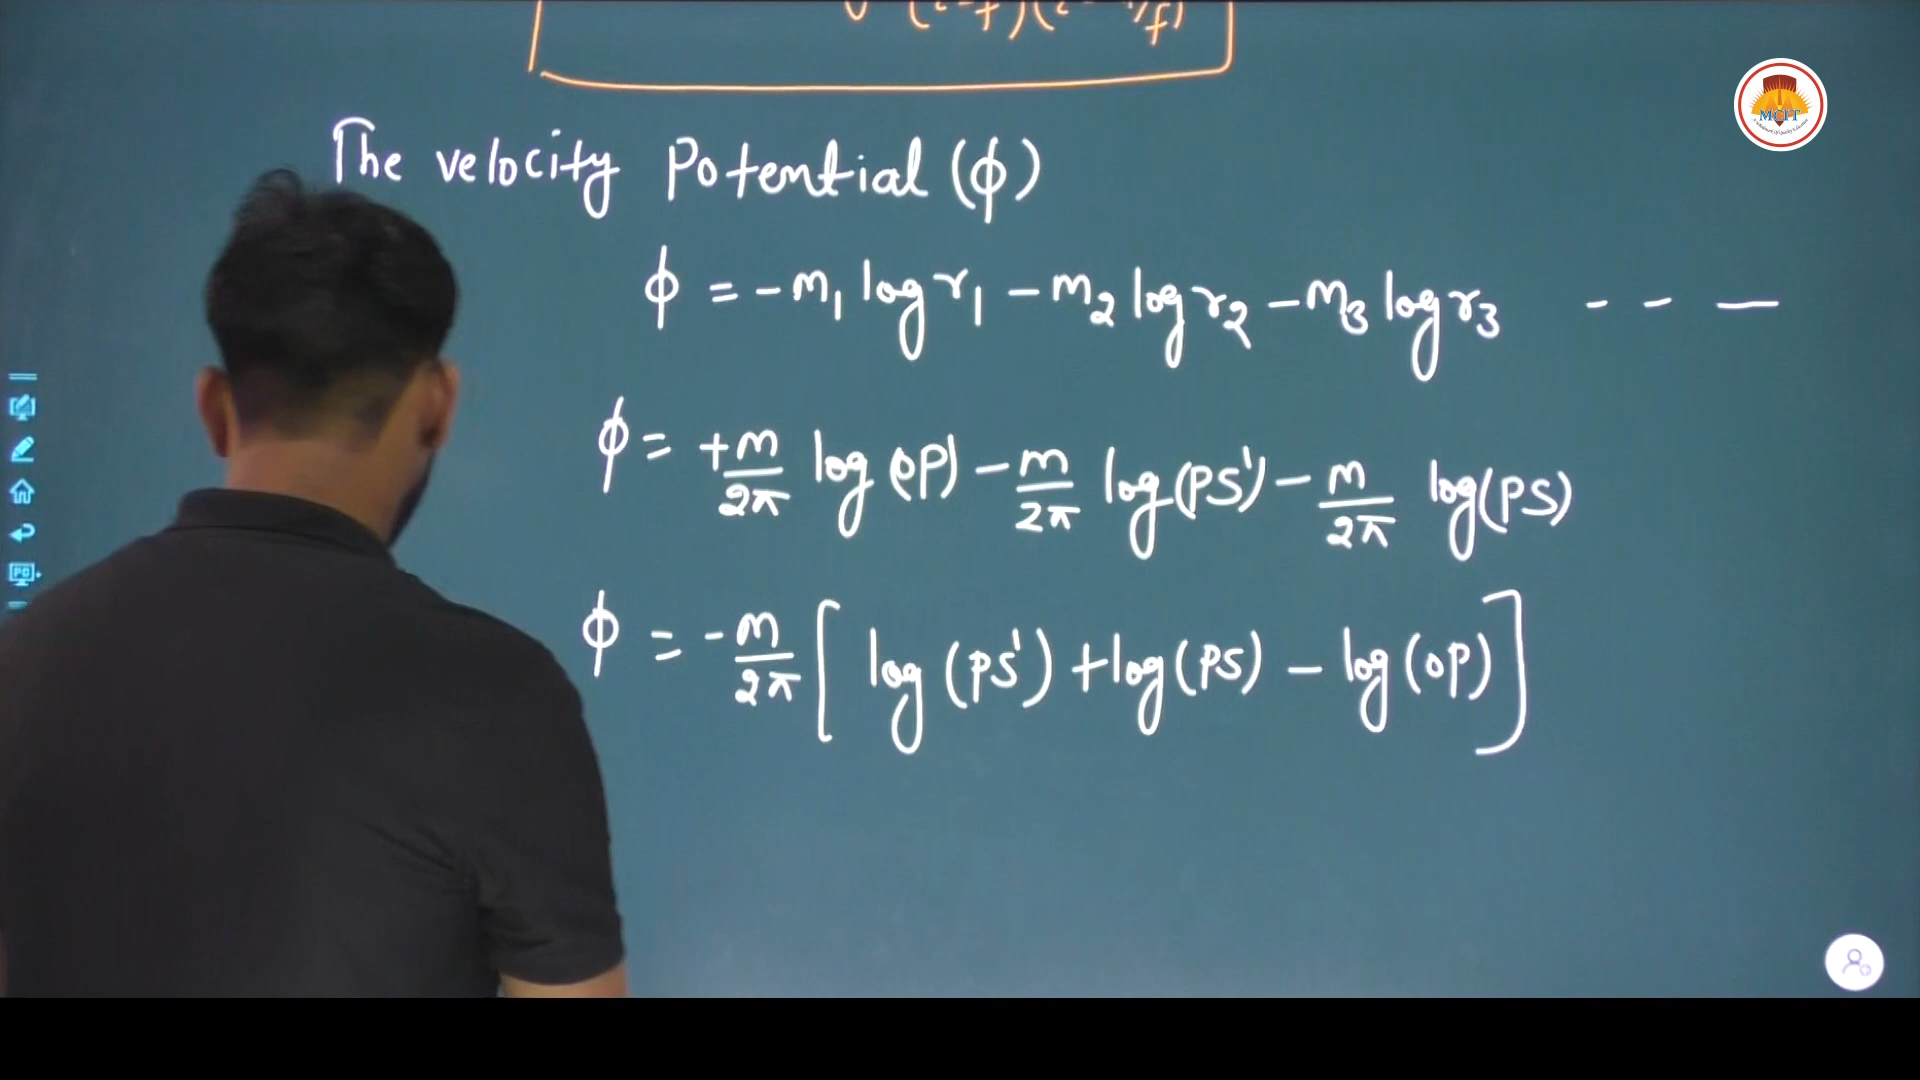 The velocity Potential (ϕ)
ϕ = -m₁ log r₁ - m₂ log r₂ - m₃ log r₃ - - —
ϕ = +m/2π log (OP) - m/2π log(PS') - m/2π log(PS)
ϕ = -m/2π [ log (PS') + log(PS) - log(OP) ]
MCIT